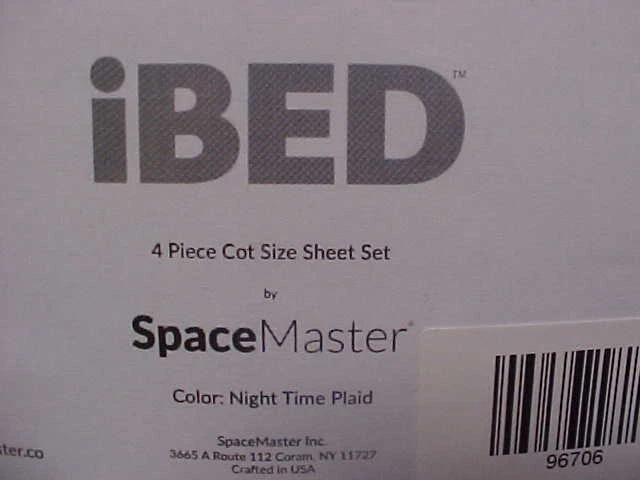 iBED™
4 Piece Cot Size Sheet Set
by
SpaceMaster®
Color: Night Time Plaid
SpaceMaster Inc.
3665 A Route 112 Coram, NY 11727
Crafted in USA
ster.co
96706